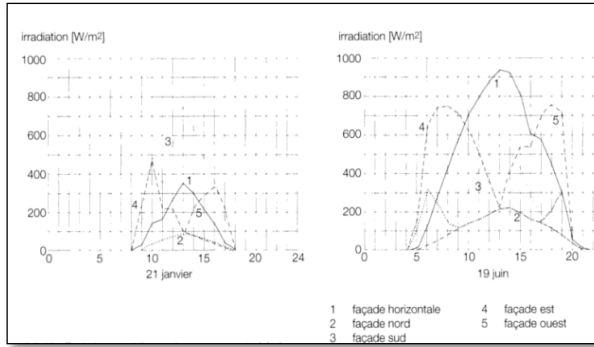 irradiation [W/m2]
1000
800
600
400
200
0
3
1
4
5
2
0 5 10 15 20 24
21 janvier
irradiation [W/m2]
1000
800
600
400
200
0
1
4
5
3
2
0 5 10 15 20
19 juin
1 façade horizontale
2 façade nord
3 façade sud
4 façade est
5 façade ouest